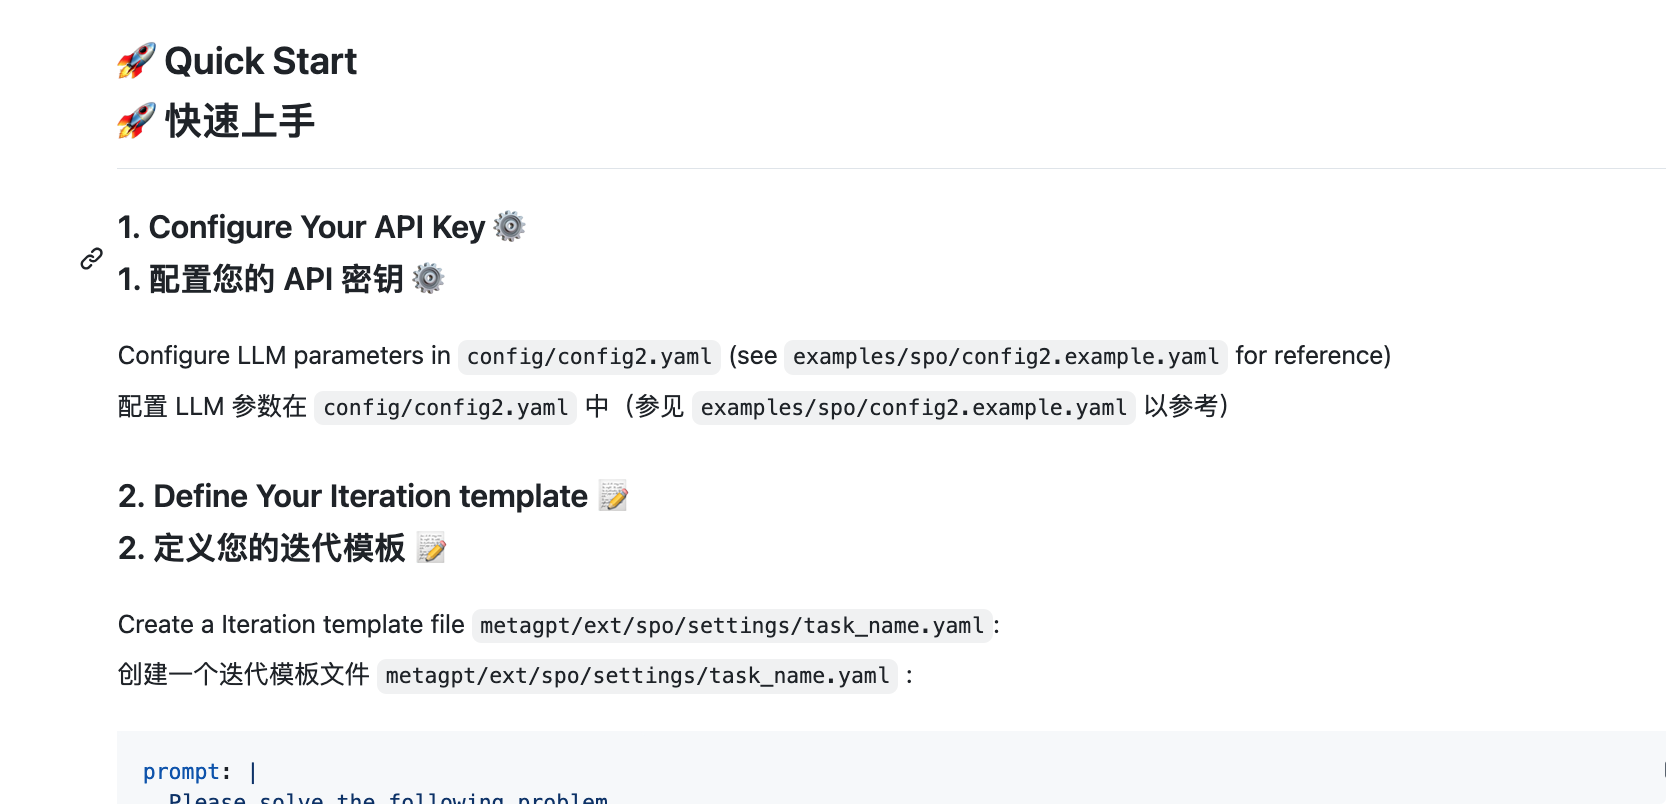 🚀 Quick Start
🚀 快速上手
1. Configure Your API Key ⚙️
1. 配置您的 API 密钥 ⚙️
Configure LLM parameters in config/config2.yaml (see examples/spo/config2.example.yaml for reference)
配置 LLM 参数在 config/config2.yaml 中（参见 examples/spo/config2.example.yaml 以参考）
2. Define Your Iteration template 📝
2. 定义您的迭代模板 📝
Create a Iteration template file metagpt/ext/spo/settings/task_name.yaml:
创建一个迭代模板文件 metagpt/ext/spo/settings/task_name.yaml :
prompt: |
Please solve the following problem